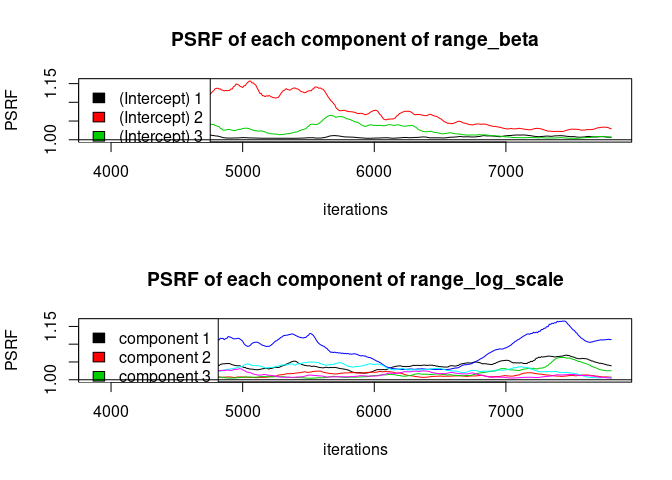 PSRF of each component of range_beta
PSRF
1.15
1.00
(Intercept) 1
(Intercept) 2
(Intercept) 3
4000 5000 6000 7000
iterations
PSRF of each component of range_log_scale
PSRF
1.15
1.00
component 1
component 2
component 3
4000 5000 6000 7000
iterations